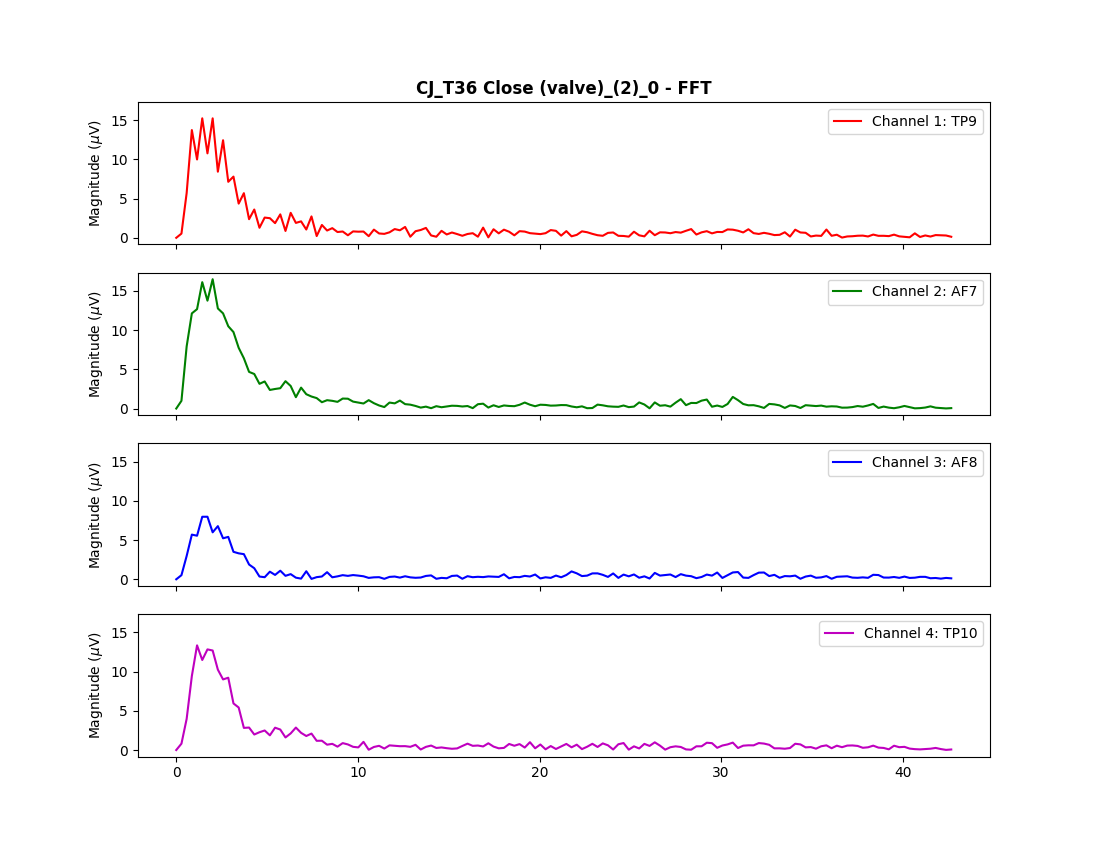 CJ_T36 Close (valve)_(2)_0 - FFT
Magnitude (μV)
15
10
5
0
Channel 1: TP9
Magnitude (μV)
15
10
5
0
Channel 2: AF7
Magnitude (μV)
15
10
5
0
Channel 3: AF8
Magnitude (μV)
15
10
5
0
Channel 4: TP10
0 10 20 30 40